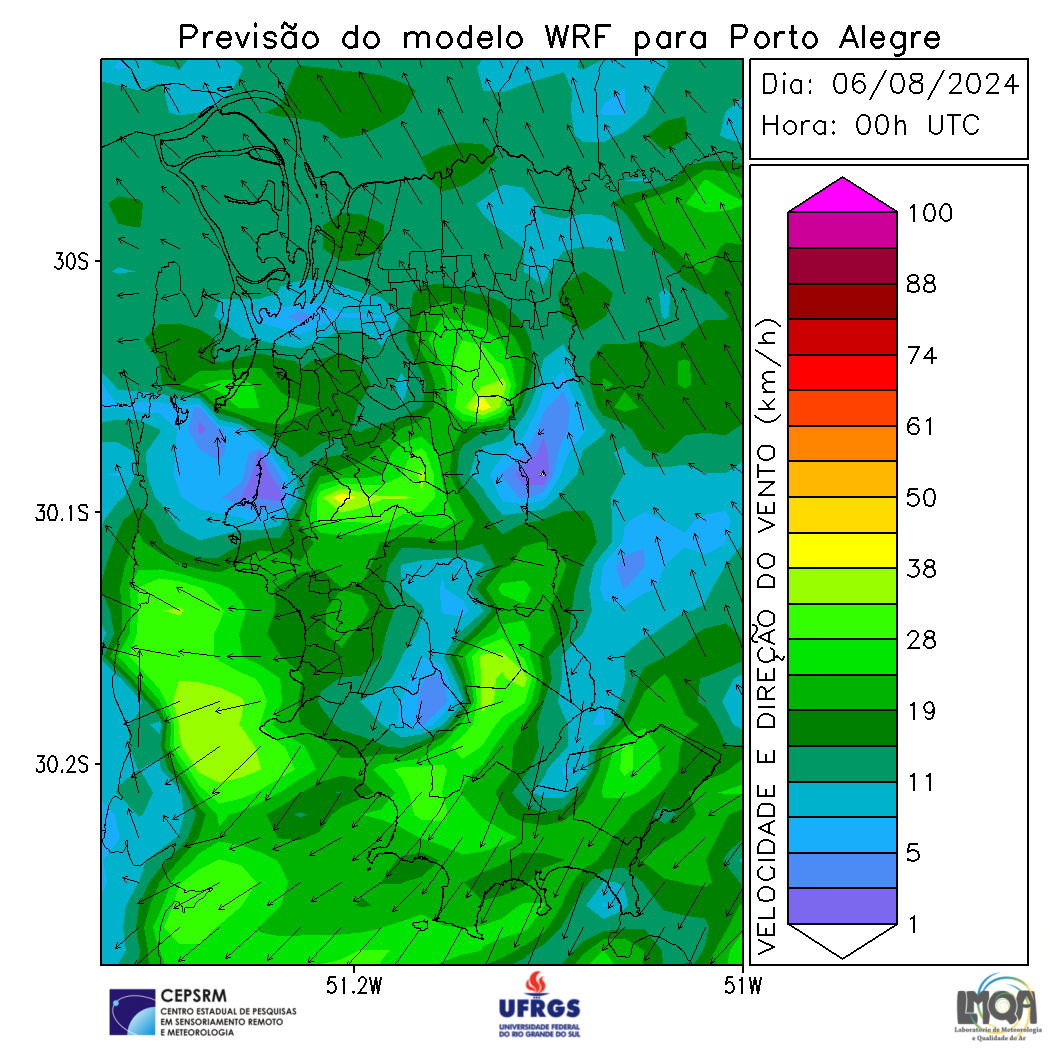 Previsão do modelo WRF para Porto Alegre
Dia: 06/08/2024
Hora: 00h UTC
30S
30.1S
30.2S
51.2W
51W
VELOCIDADE E DIREÇÃO DO VENTO (km/h)
100
88
74
61
50
38
28
19
11
5
1
CEPSRM
CENTRO ESTADUAL DE PESQUISAS
EM SENSORIAMENTO REMOTO
E METEOROLOGIA
UFRGS
UNIVERSIDADE FEDERAL
DO RIO GRANDE DO SUL
LMQA
Laboratório de Meteorologia
e Qualidade do Ar